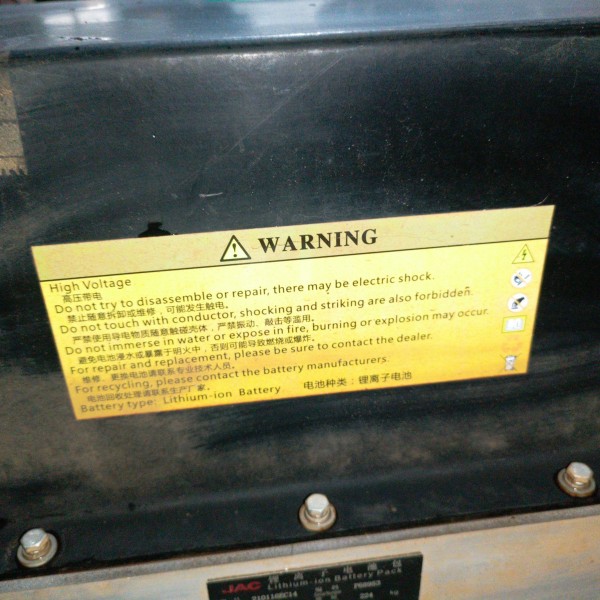 WARNING
High Voltage
高压带电
Do not try to disassemble or repair, there may be electric shock.
禁止随意拆卸或维修，可能发生触电。
Do not touch with conductor, shocking and striking are also forbidden.
严禁使用导电物质随意触碰壳体，严禁振动、敲击等滥用。
Do not immerse in water or expose in fire, burning or explosion may occur.
避免电池浸水或暴露于明火中，否则可能导致燃烧或爆炸。
For repair and replacement, please be sure to contact the dealer.
维修、更换电池请联系专业技术人员。
For recycling, please contact the battery manufacturers.
电池回收处理请联系生产厂家。
Battery type: Lithium-ion Battery 电池种类：锂离子电池
JAC 锂离子电池包
Lithium-ion Battery Pack